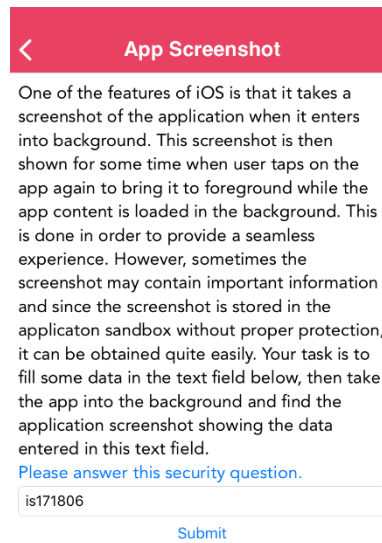 App Screenshot
One of the features of iOS is that it takes a
screenshot of the application when it enters
into background. This screenshot is then
shown for some time when user taps on the
app again to bring it to foreground while the
app content is loaded in the background. This
is done in order to provide a seamless
experience. However, sometimes the
screenshot may contain important information
and since the screenshot is stored in the
applicaton sandbox without proper protection,
it can be obtained quite easily. Your task is to
fill some data in the text field below, then take
the app into the background and find the
application screenshot showing the data
entered in this text field.
Please answer this security question.
is171806
Submit